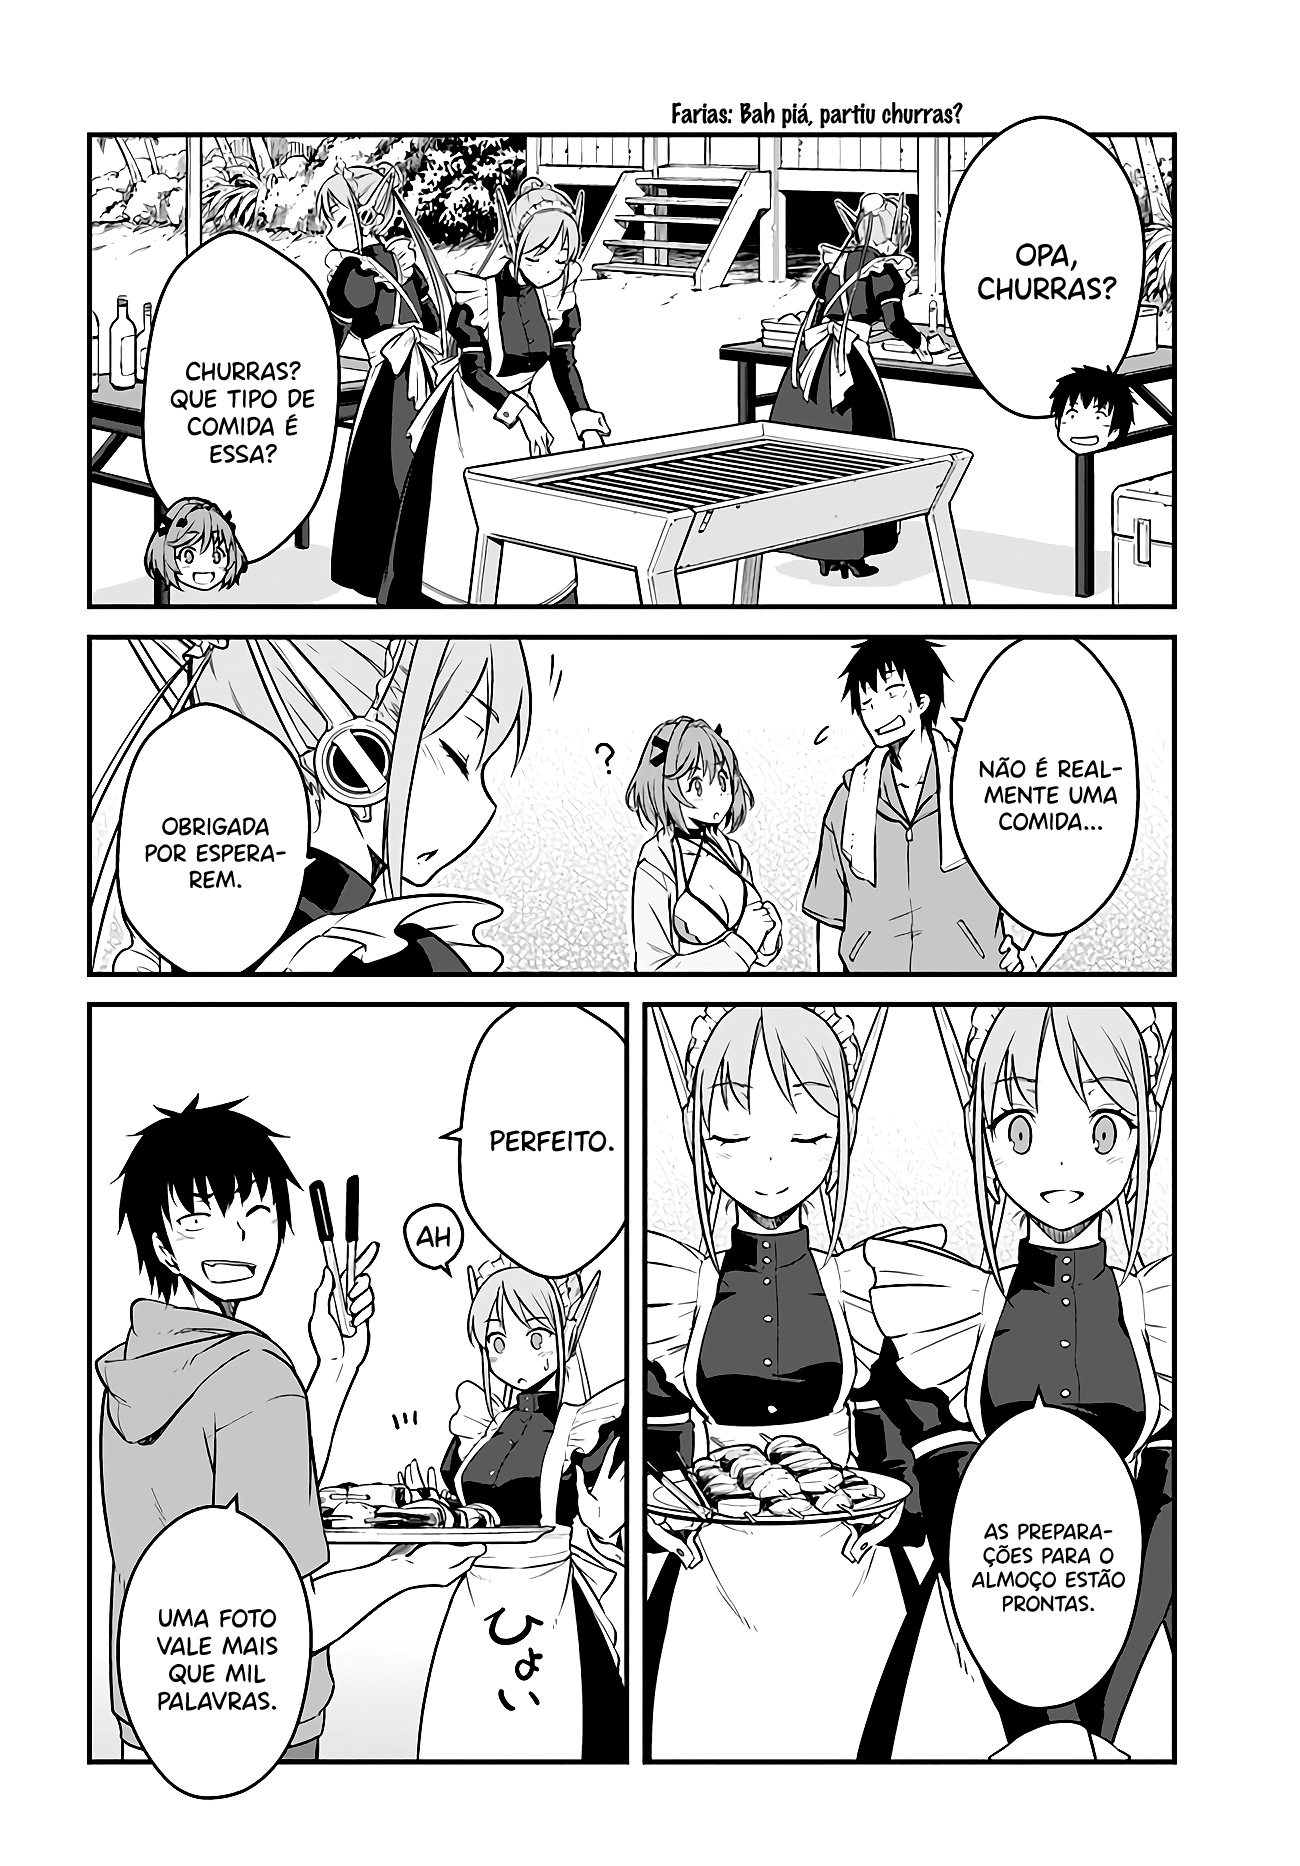 Farias: Bah piá, partiu churras?
OPA,
CHURRAS?
CHURRAS?
QUE TIPO DE
COMIDA É
ESSA?
NÃO É REAL-
MENTE UMA
COMIDA...
?
OBRIGADA
POR ESPERA-
REM.
AS PREPARA-
ÇÕES PARA O
ALMOÇO ESTÃO
PRONTAS.
PERFEITO.
AH
ひょい
UMA FOTO
VALE MAIS
QUE MIL
PALAVRAS.